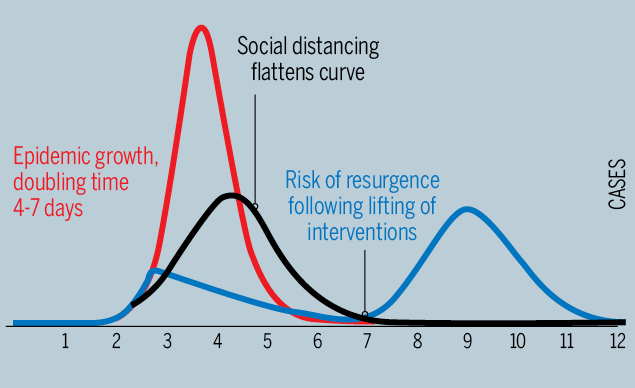 Social distancing
flattens curve
Epidemic growth,
doubling time
4-7 days
Risk of resurgence
following lifting of
interventions
CASES
1 2 3 4 5 6 7 8 9 10 11 12